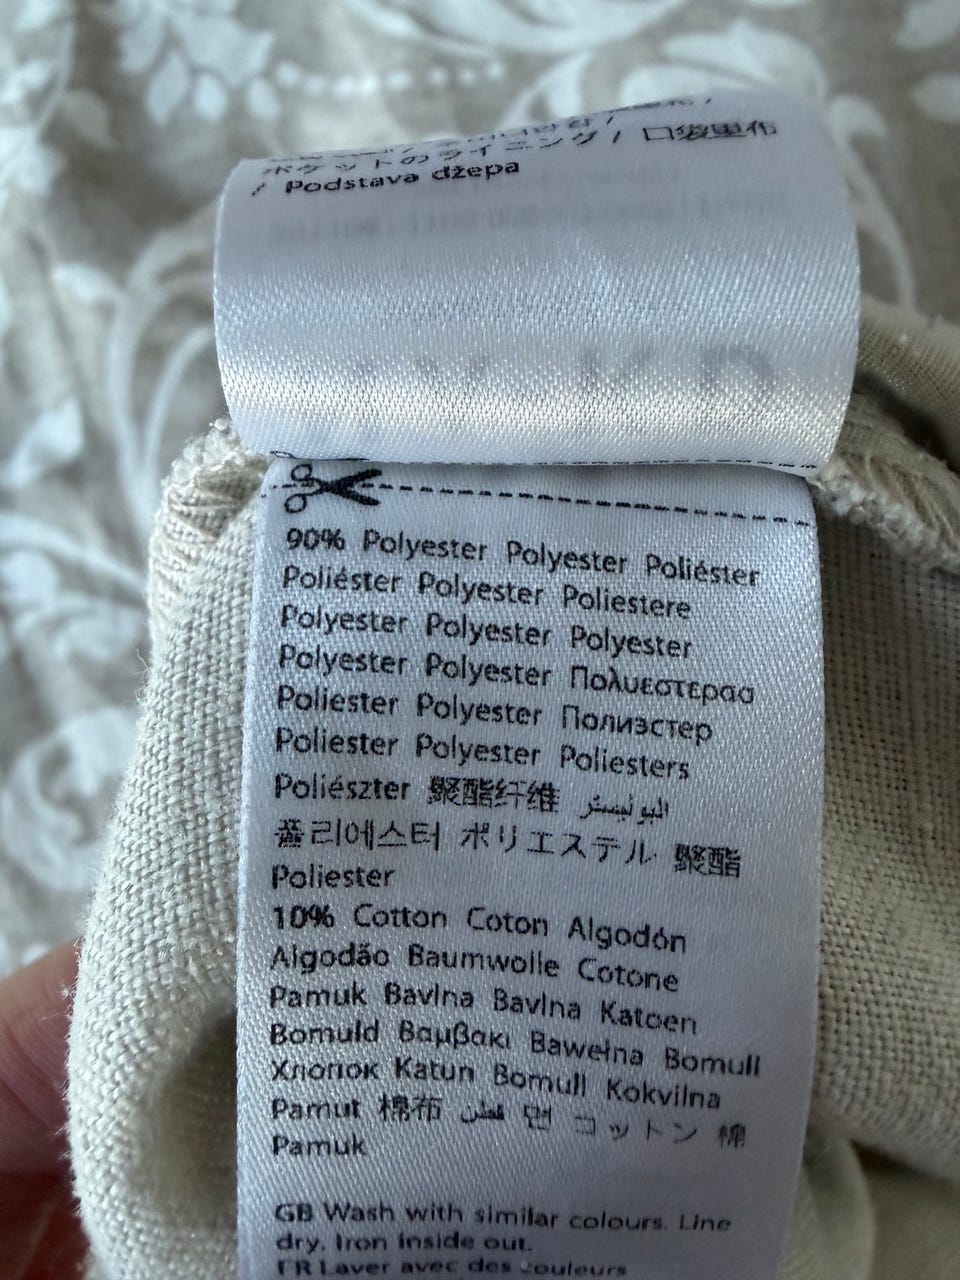 ポケットのライニング / 口袋里布
/ Podstava džepa
90% Polyester Polyester Poliéster
Poliéster Polyester Poliestere
Polyester Polyester Polyester
Polyester Polyester Πολυεστερασ
Poliester Polyester Полиэстер
Poliester Polyester Poliesters
Poliészter 聚酯纤维 البوليستر
폴리에스터 ポリエステル 聚酯
Poliester
10% Cotton Coton Algodón
Algodão Baumwolle Cotone
Pamuk Bavlna Bavlna Katoen
Bomuld Βαμβακι Bawełna Bomull
Хлопок Katun Bomull Kokvilna
Pamut 棉布 قطن 면 コットン 棉
Pamuk
GB Wash with similar colours. Line
dry. Iron inside out.
FR Laver avec des couleurs